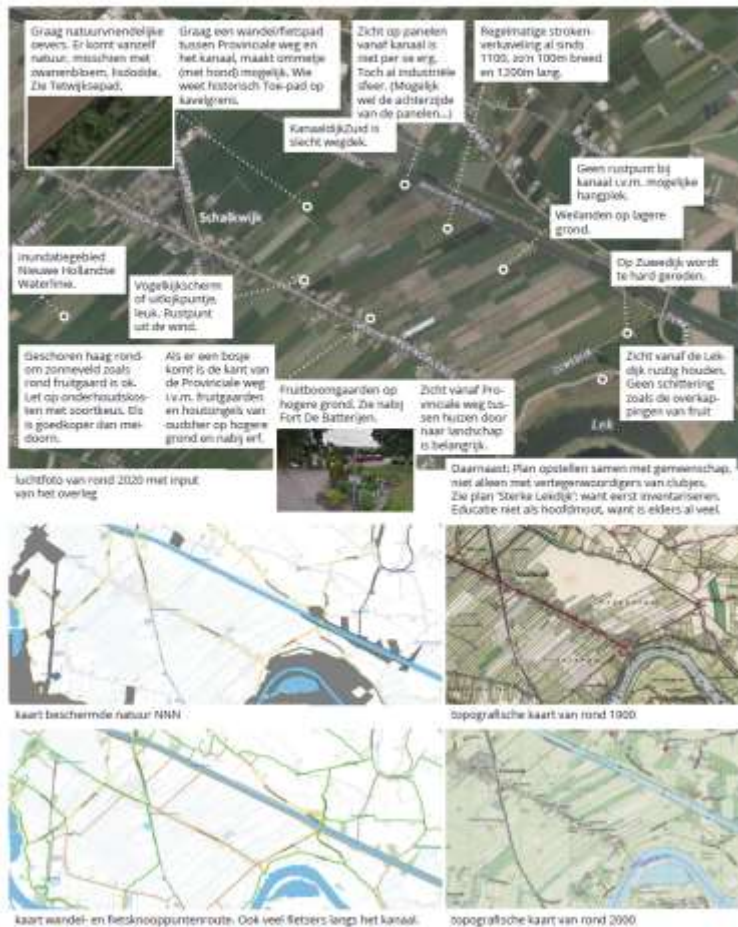 Graag natuurvriendelijke
oevers. Er komt vanzelf
natuur, misschien met
zwanenbloem, lisdodde.
Zie Tetwijksepad.
Graag een wandel/fietspad
tussen Provinciale weg en
het kanaal, maakt ommetje
(met hond) mogelijk. Wie
weet historisch Toe-pad op
kavelgrens.
Zicht op panelen
vanaf kanaal is
niet per se erg.
Toch al industriële
sfeer. (Mogelijk
wel de achterzijde
van de panelen...)
Regelmatige stroken-
verkaveling al sinds
1100, zo'n 100m breed
en 1200m lang.
KanaaldijkZuid is
slecht wegdek.
Geen rustpunt bij
kanaal i.v.m. mogelijke
hangplek.
Schalkwijk
Weilanden op lagere
grond.
Inundatiegebied
Nieuwe Hollandse
Waterlinie.
Vogelkijkscherm
of uitkijkpuntje,
leuk. Rustpunt
uit de wind.
Op Zuwedijk wordt
te hard gereden.
Geschoren haag rond-
om zonneveld zoals
rond fruitgaard is ok.
Let op onderhoudskos-
ten met soortkeus. Els
is goedkoper dan mei-
doorn.
Als er een bosje
komt is de kant van
de Provinciale weg
i.v.m. fruitgaarden
en houtsingels van
oudsher op hogere
grond en nabij erf.
Fruitboomgaarden op
hogere grond. Zie nabij
Fort De Batterijen.
Zicht vanaf Pro-
vinciale weg tus-
sen huizen door
naar landschap
is belangrijk.
Zicht vanaf de Lek-
dijk rustig houden.
Geen schittering
zoals de overkap-
pingen van fruit
Lek
luchtfoto van rond 2020 met input
van het overleg
Daarnaast: Plan opstellen samen met gemeenschap,
niet alleen met vertegenwoordigers van clubjes.
Zie plan 'Sterke Lekdijk': want eerst inventariseren.
Educatie niet als hoofdmoot, want is elders al veel.
kaart beschermde natuur NNN
topografische kaart van rond 1900
kaart wandel- en fietsknooppuntenroute. Ook veel fietsers langs het kanaal.
topografische kaart van rond 2000